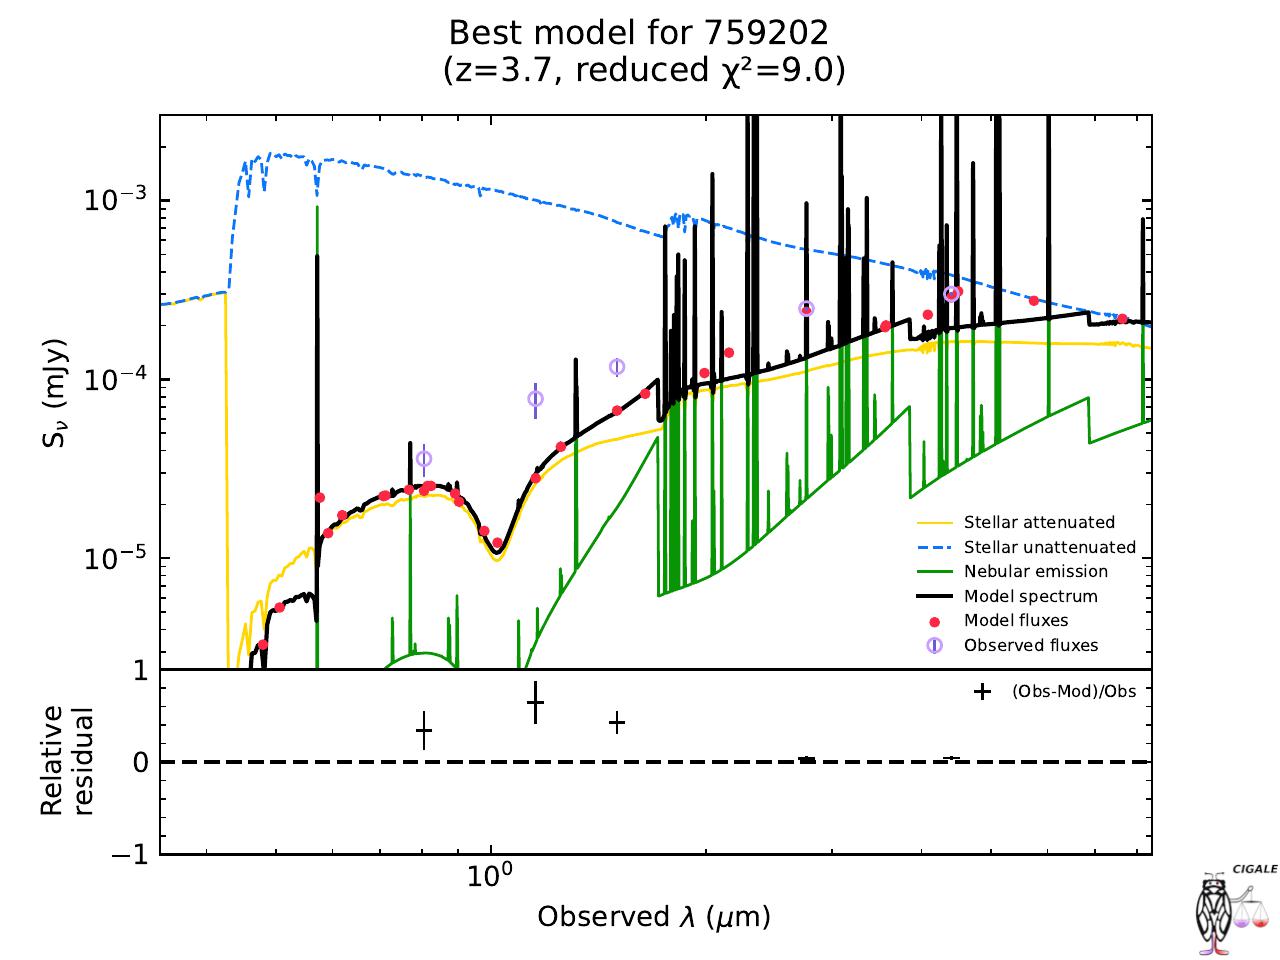 Best model for 759202
(z=3.7, reduced χ²=9.0)
10⁻³
10⁻⁴
10⁻⁵
S_ν (mJy)
Stellar attenuated
Stellar unattenuated
Nebular emission
Model spectrum
Model fluxes
Observed fluxes
1
0
−1
Relative
residual
(Obs-Mod)/Obs
10⁰
Observed λ (μm)
CIGALE